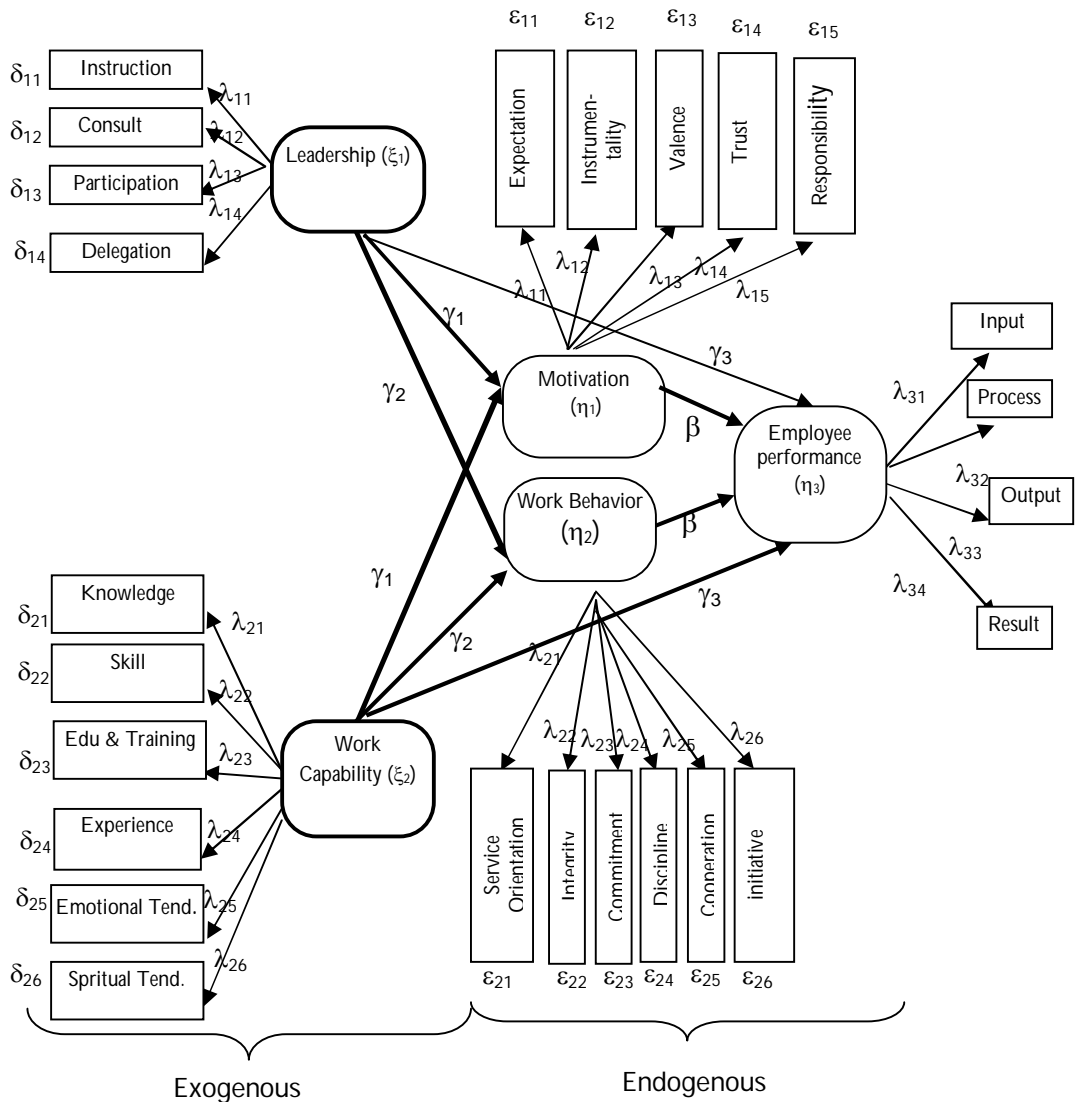 ε11 ε12 ε13 ε14 ε15
δ11 Instruction λ11
δ12 Consult λ12
δ13 Participation λ13
δ14 Delegation λ14
Leadership (ξ1)
Expectation
Instrumen-
tality
Valence
Trust
Responsibility
λ11 λ12 λ13 λ14 λ15
γ1
γ2
γ3
Motivation
(η1)
β
Work Behavior
(η2)
β
Employee
performance
(η3)
Input
λ31
Process
λ32
Output
λ33
λ34
Result
γ1
γ2
γ3
δ21 Knowledge λ21
δ22 Skill λ22
δ23 Edu & Training λ23
δ24 Experience λ24
δ25 Emotional Tend. λ25
δ26 Spritual Tend. λ26
Work
Capability (ξ2)
λ21 λ22 λ23 λ24 λ25 λ26
Service
Orientation
Integrity
Commitment
Discipline
Cooperation
initiative
ε21 ε22 ε23 ε24 ε25 ε26
Exogenous
Endogenous